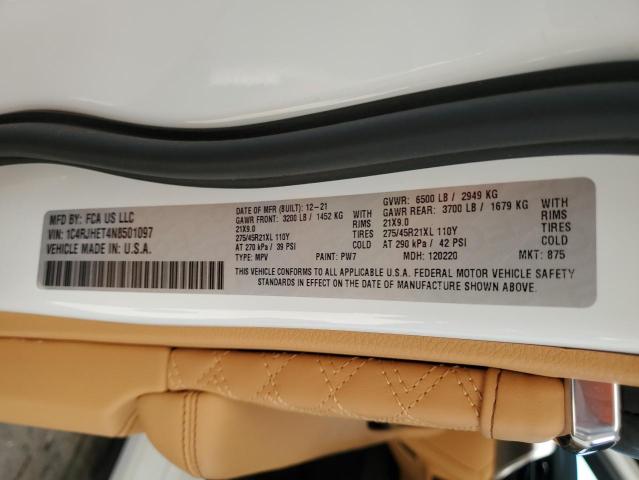 MFD BY: FCA US LLC
VIN: 1C4RJHET4N8501097
VEHICLE MADE IN: U.S.A.
DATE OF MFR (BUILT): 12-21
GAWR FRONT: 3200 LB / 1452 KG
21X9.0 RIMS
275/45R21XL 110Y TIRES
AT 270 kPa / 39 PSI
TYPE: MPV PAINT: PW7
GVWR: 6500 LB / 2949 KG
GAWR REAR: 3700 LB / 1679 KG
21X9.0 RIMS
275/45R21XL 110Y TIRES
AT 290 kPa / 42 PSI
MDH: 120220 MKT: 875
THIS VEHICLE CONFORMS TO ALL APPLICABLE U.S.A. FEDERAL MOTOR VEHICLE SAFETY
STANDARDS IN EFFECT ON THE DATE OF MANUFACTURE SHOWN ABOVE.